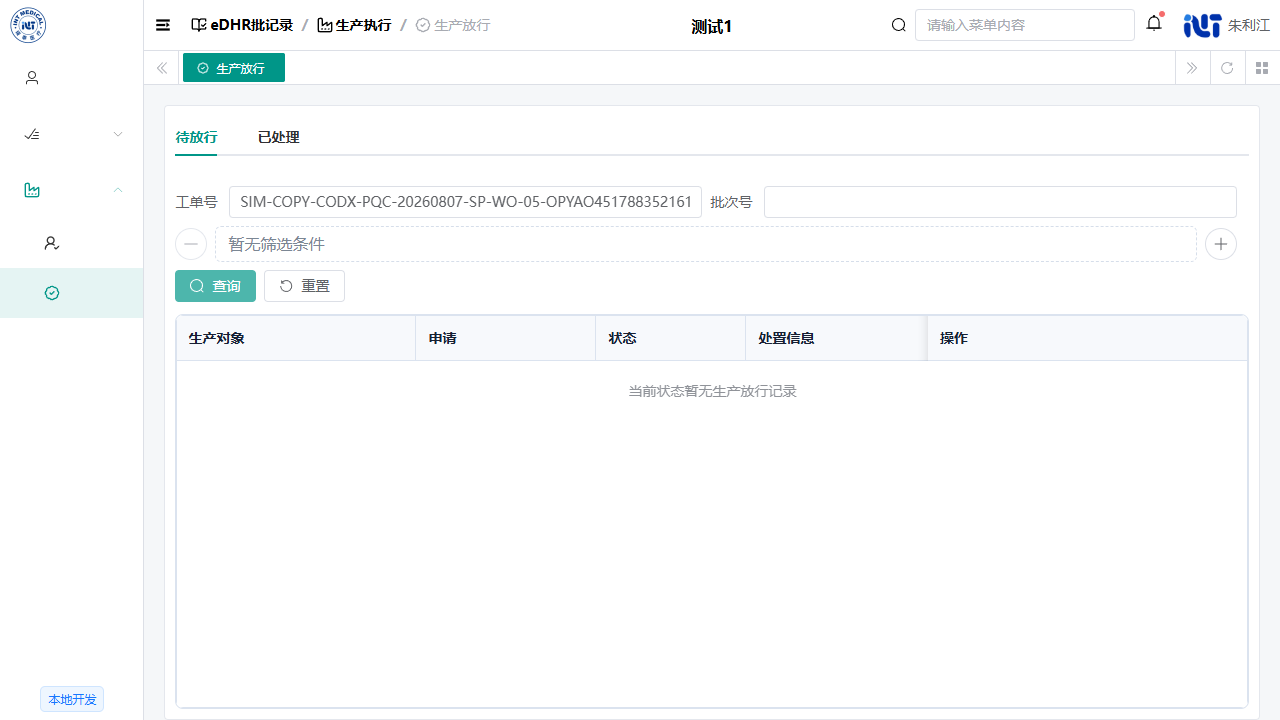 eDHR批记录 / 生产执行 / 生产放行
测试1
请输入菜单内容
朱利江
生产放行
待放行
已处理
工单号
SIM-COPY-CODX-PQC-20260807-SP-WO-05-OPYAO451788352161
批次号
暂无筛选条件
查询
重置
生产对象
申请
状态
处置信息
操作
当前状态暂无生产放行记录
本地开发